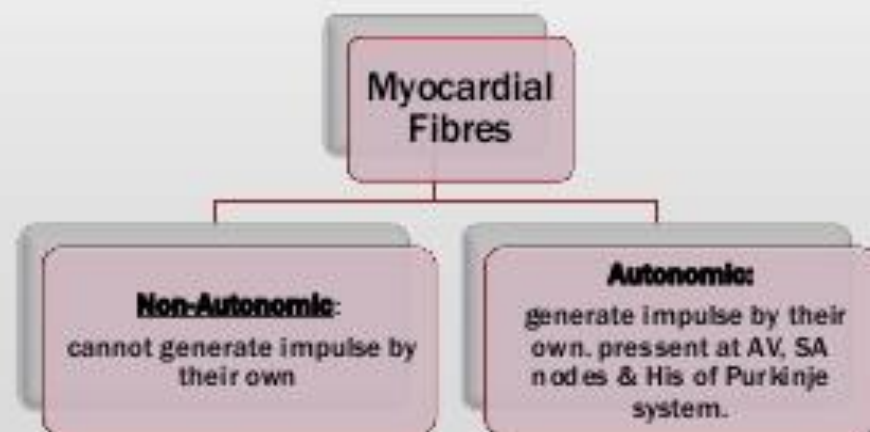 Myocardial
Fibres
Non-Autonomic:
cannot generate impulse by
their own
Autonomic:
generate impulse by their
own. pressent at AV, SA
nodes & His of Purkinje
system.